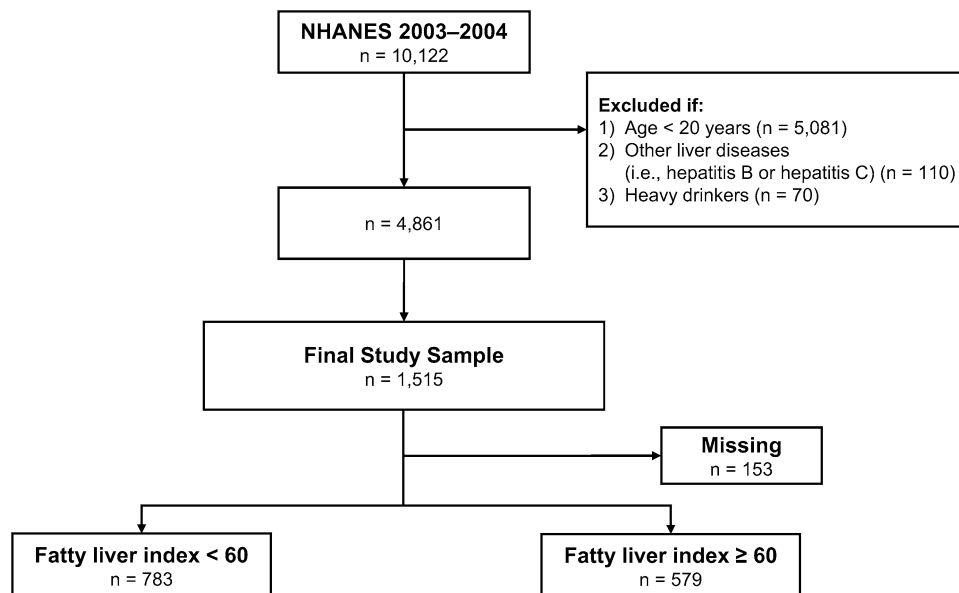 NHANES 2003–2004
n = 10,122
Excluded if:
1) Age < 20 years (n = 5,081)
2) Other liver diseases
(i.e., hepatitis B or hepatitis C) (n = 110)
3) Heavy drinkers (n = 70)
n = 4,861
Final Study Sample
n = 1,515
Missing
n = 153
Fatty liver index < 60
n = 783
Fatty liver index ≥ 60
n = 579